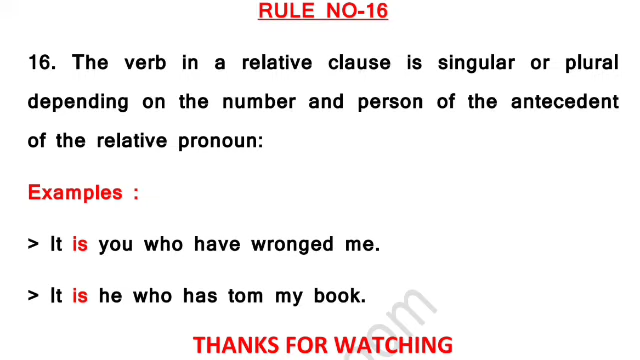 RULE NO-16
16. The verb in a relative clause is singular or plural
depending on the number and person of the antecedent
of the relative pronoun:
Examples :
> It is you who have wronged me.
> It is he who has tom my book.
THANKS FOR WATCHING